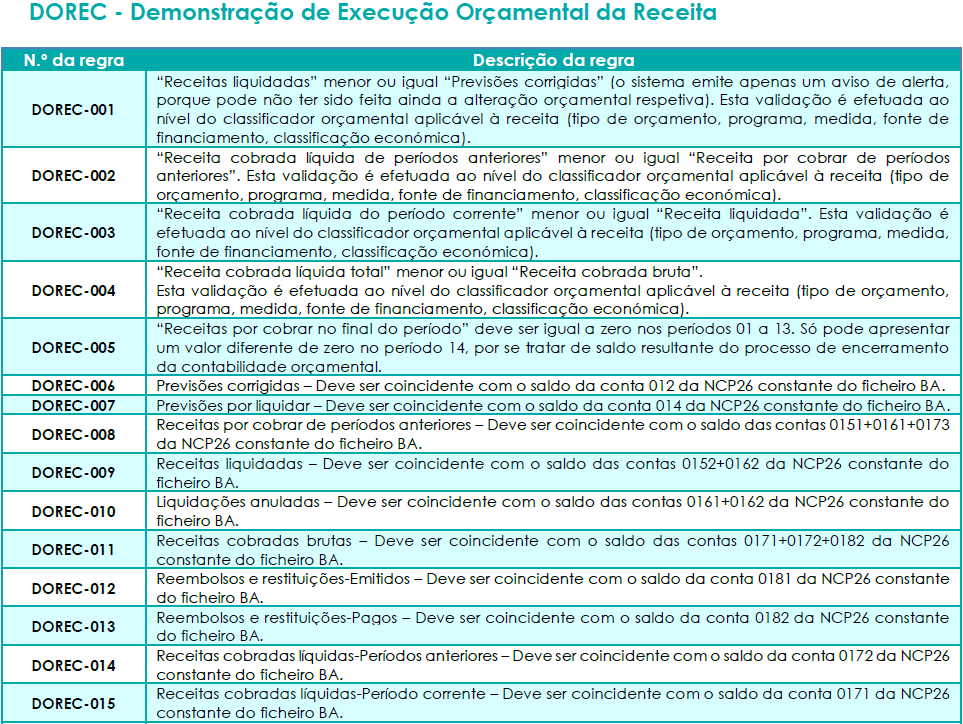 DOREC - Demonstração de Execução Orçamental da Receita
N.º da regra Descrição da regra
DOREC-001
“Receitas liquidadas” menor ou igual “Previsões corrigidas” (o sistema emite apenas um aviso de alerta,
porque pode não ter sido feita ainda a alteração orçamental respetiva). Esta validação é efetuada ao
nível do classificador orçamental aplicável à receita (tipo de orçamento, programa, medida, fonte de
financiamento, classificação económica).
DOREC-002
“Receita cobrada líquida de períodos anteriores” menor ou igual “Receita por cobrar de períodos
anteriores”. Esta validação é efetuada ao nível do classificador orçamental aplicável à receita (tipo de
orçamento, programa, medida, fonte de financiamento, classificação económica).
DOREC-003
“Receita cobrada líquida do período corrente” menor ou igual “Receita liquidada”. Esta validação é
efetuada ao nível do classificador orçamental aplicável à receita (tipo de orçamento, programa, medida,
fonte de financiamento, classificação económica).
DOREC-004
“Receita cobrada líquida total” menor ou igual “Receita cobrada bruta”.
Esta validação é efetuada ao nível do classificador orçamental aplicável à receita (tipo de orçamento,
programa, medida, fonte de financiamento, classificação económica).
DOREC-005
“Receitas por cobrar no final do período” deve ser igual a zero nos períodos 01 a 13. Só pode apresentar
um valor diferente de zero no período 14, por se tratar de saldo resultante do processo de encerramento
da contabilidade orçamental.
DOREC-006 Previsões corrigidas – Deve ser coincidente com o saldo da conta 012 da NCP26 constante do ficheiro BA.
DOREC-007 Previsões por liquidar – Deve ser coincidente com o saldo da conta 014 da NCP26 constante do ficheiro BA.
DOREC-008
Receitas por cobrar de períodos anteriores – Deve ser coincidente com o saldo das contas 0151+0161+0173
da NCP26 constante do ficheiro BA.
DOREC-009
Receitas liquidadas – Deve ser coincidente com o saldo das contas 0152+0162 da NCP26 constante do
ficheiro BA.
DOREC-010
Liquidações anuladas – Deve ser coincidente com o saldo das contas 0161+0162 da NCP26 constante do
ficheiro BA.
DOREC-011
Receitas cobradas brutas – Deve ser coincidente com o saldo das contas 0171+0172+0182 da NCP26
constante do ficheiro BA.
DOREC-012
Reembolsos e restituições-Emitidos – Deve ser coincidente com o saldo da conta 0181 da NCP26 constante
do ficheiro BA.
DOREC-013
Reembolsos e restituições-Pagos – Deve ser coincidente com o saldo da conta 0182 da NCP26 constante
do ficheiro BA.
DOREC-014
Receitas cobradas líquidas-Períodos anteriores – Deve ser coincidente com o saldo da conta 0172 da NCP26
constante do ficheiro BA.
DOREC-015
Receitas cobradas líquidas-Período corrente – Deve ser coincidente com o saldo da conta 0171 da NCP26
constante do ficheiro BA.